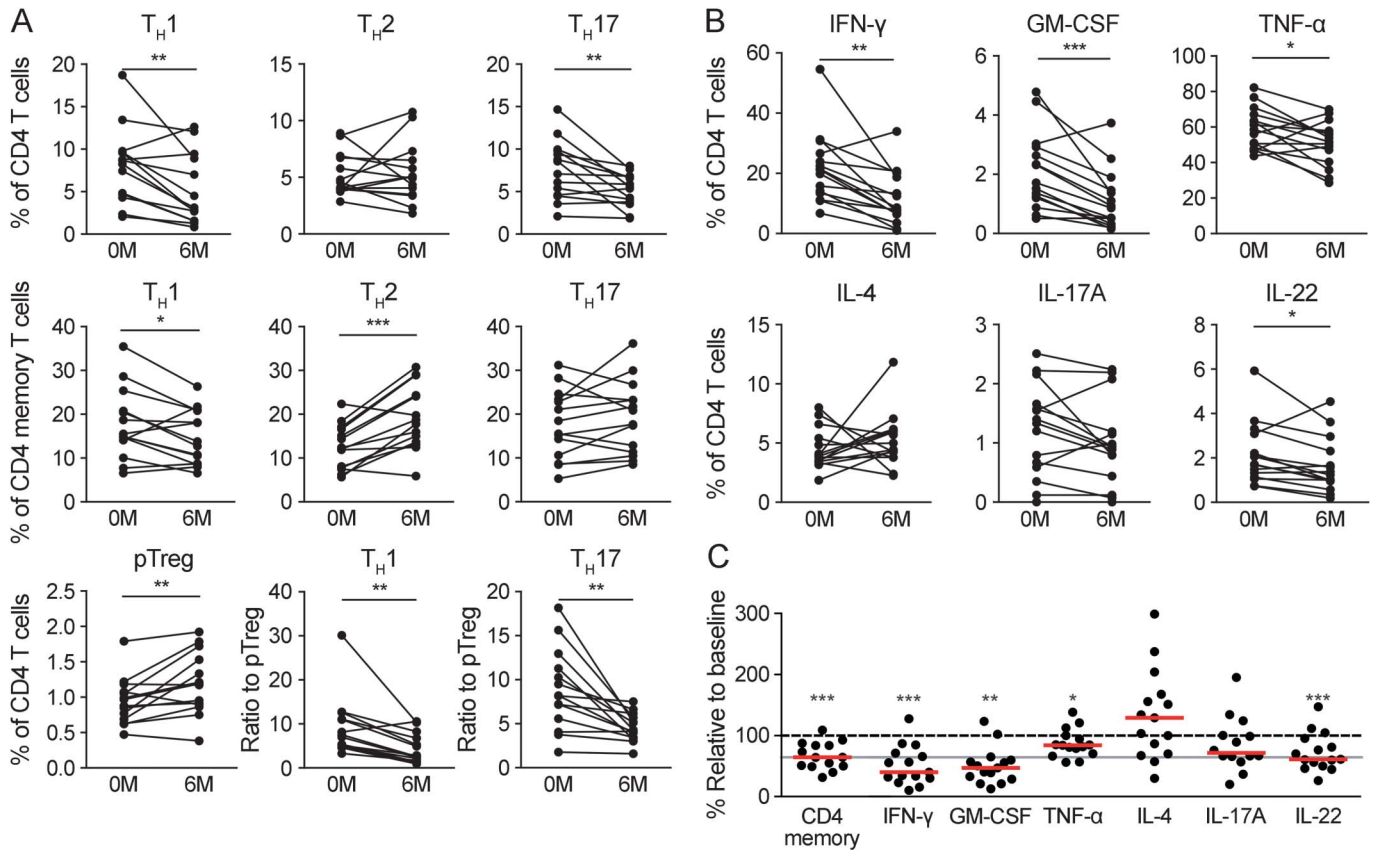 A
T_H1
T_H2
T_H17
B
IFN-γ
GM-CSF
TNF-α
% of CD4 T cells
20
15
10
5
0
**
0M
6M
15
10
5
0
0M
6M
20
15
10
5
0
**
0M
6M
% of CD4 T cells
60
40
20
0
**
0M
6M
6
4
2
0
***
0M
6M
100
80
60
40
20
0
*
0M
6M
T_H1
T_H2
T_H17
% of CD4 memory T cells
40
30
20
10
0
*
0M
6M
40
30
20
10
0
***
0M
6M
40
30
20
10
0
0M
6M
IL-4
IL-17A
IL-22
% of CD4 T cells
15
10
5
0
0M
6M
3
2
1
0
0M
6M
8
6
4
2
0
*
0M
6M
pTreg
T_H1
T_H17
% of CD4 T cells
2.5
2.0
1.5
1.0
0.5
0.0
**
0M
6M
Ratio to pTreg
40
30
20
10
0
**
0M
6M
Ratio to pTreg
20
15
10
5
0
**
0M
6M
C
% Relative to baseline
300
200
100
0
*** *** ** * ***
CD4 memory
IFN-γ
GM-CSF
TNF-α
IL-4
IL-17A
IL-22